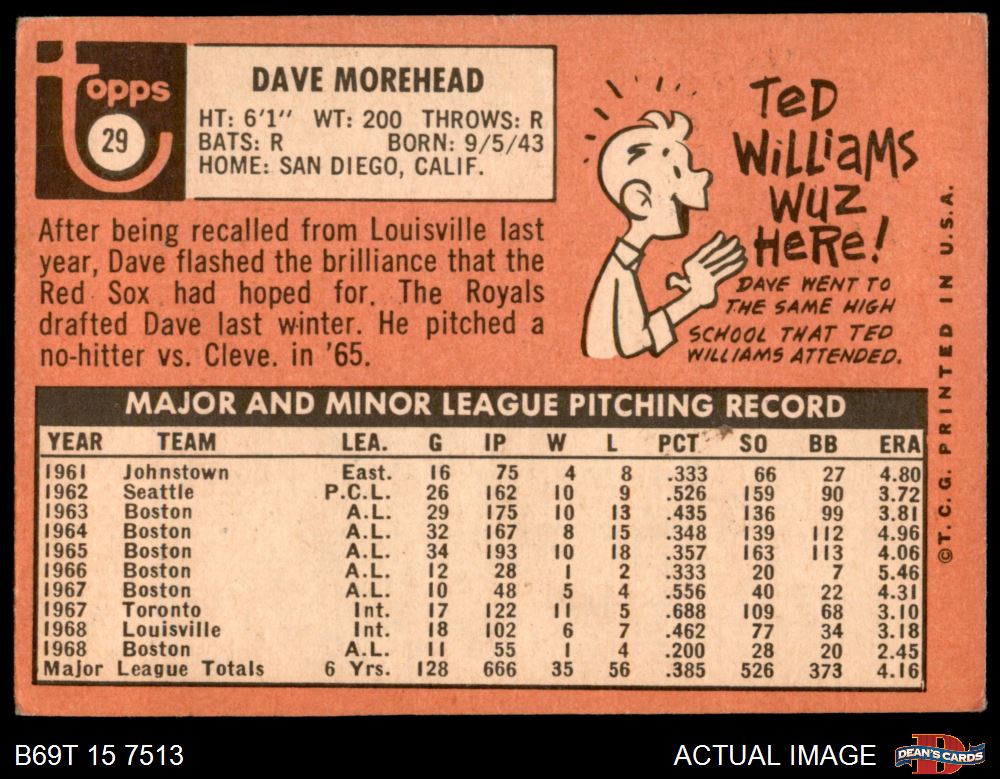 topps
29
DAVE MOREHEAD
HT: 6'1" WT: 200 THROWS: R
BATS: R BORN: 9/5/43
HOME: SAN DIEGO, CALIF.
After being recalled from Louisville last
year, Dave flashed the brilliance that the
Red Sox had hoped for. The Royals
drafted Dave last winter. He pitched a
no-hitter vs. Cleve. in '65.
TeD
WiLLiaMS
WuZ
HeRe!
DAVE WENT TO
THE SAME HIGH
SCHOOL THAT TED
WILLIAMS ATTENDED.
MAJOR AND MINOR LEAGUE PITCHING RECORD
YEAR TEAM LEA. G IP W L PCT SO BB ERA
1961 Johnstown East. 16 75 4 8 .333 66 27 4.80
1962 Seattle P.C.L. 26 162 10 9 .526 159 90 3.72
1963 Boston A.L. 29 175 10 13 .435 136 99 3.81
1964 Boston A.L. 32 167 8 15 .348 139 112 4.96
1965 Boston A.L. 34 193 10 18 .357 163 113 4.06
1966 Boston A.L. 12 28 1 2 .333 20 7 5.46
1967 Boston A.L. 10 48 5 4 .556 40 22 4.31
1967 Toronto Int. 17 122 11 5 .688 109 68 3.10
1968 Louisville Int. 18 102 6 7 .462 77 34 3.18
1968 Boston A.L. 11 55 1 4 .200 28 20 2.45
Major League Totals 6 Yrs. 128 666 35 56 .385 526 373 4.16
©T. C. G. PRINTED IN U.S.A.
B69T 15 7513
ACTUAL IMAGE
DEAN'S CARDS